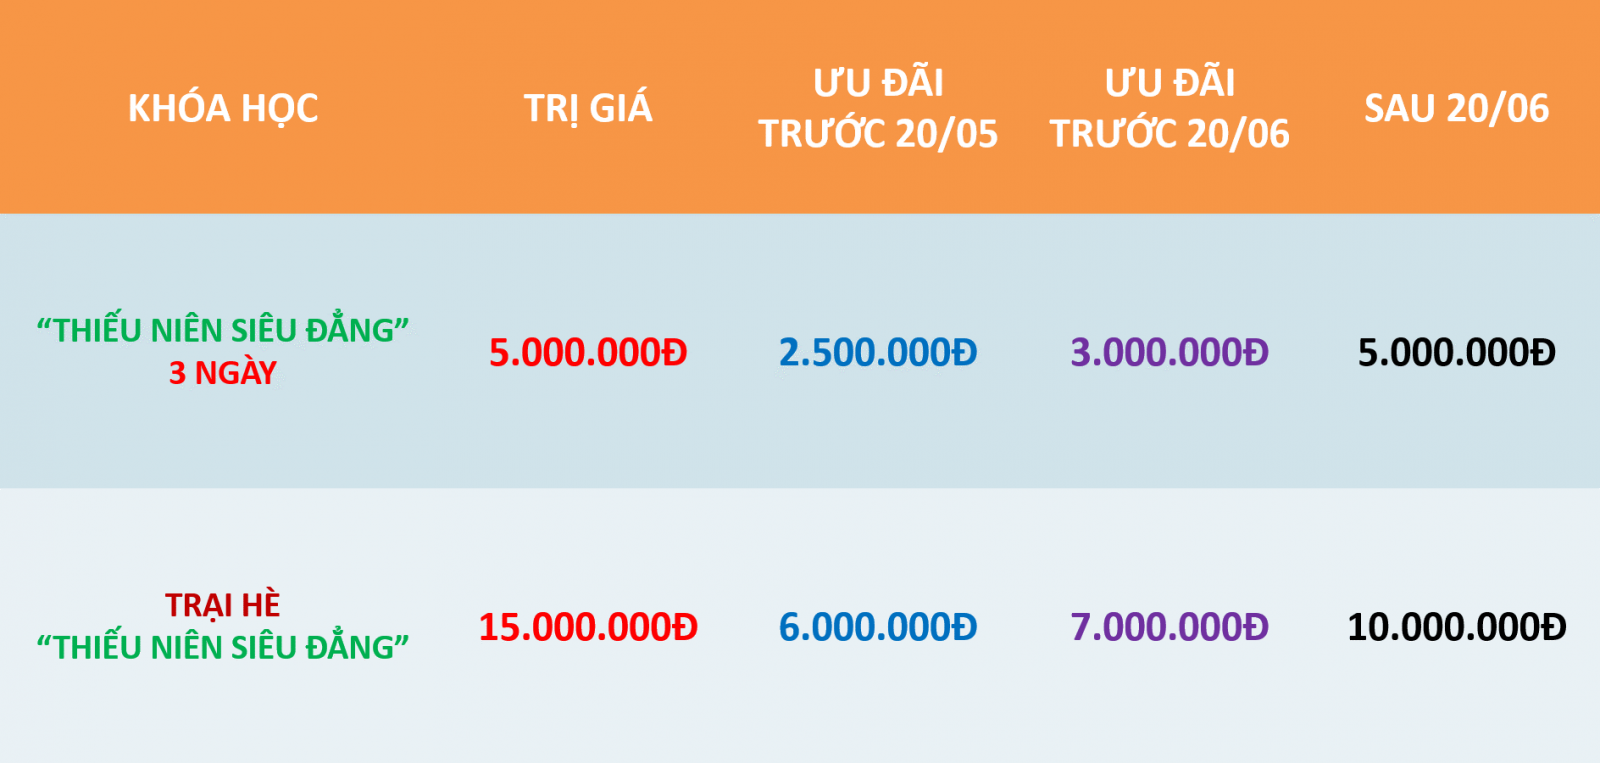 KHÓA HỌC
TRỊ GIÁ
ƯU ĐÃI
TRƯỚC 20/05
ƯU ĐÃI
TRƯỚC 20/06
SAU 20/06
“THIẾU NIÊN SIÊU ĐẲNG”
3 NGÀY
5.000.000Đ
2.500.000Đ
3.000.000Đ
5.000.000Đ
TRẠI HÈ
“THIẾU NIÊN SIÊU ĐẲNG”
15.000.000Đ
6.000.000Đ
7.000.000Đ
10.000.000Đ